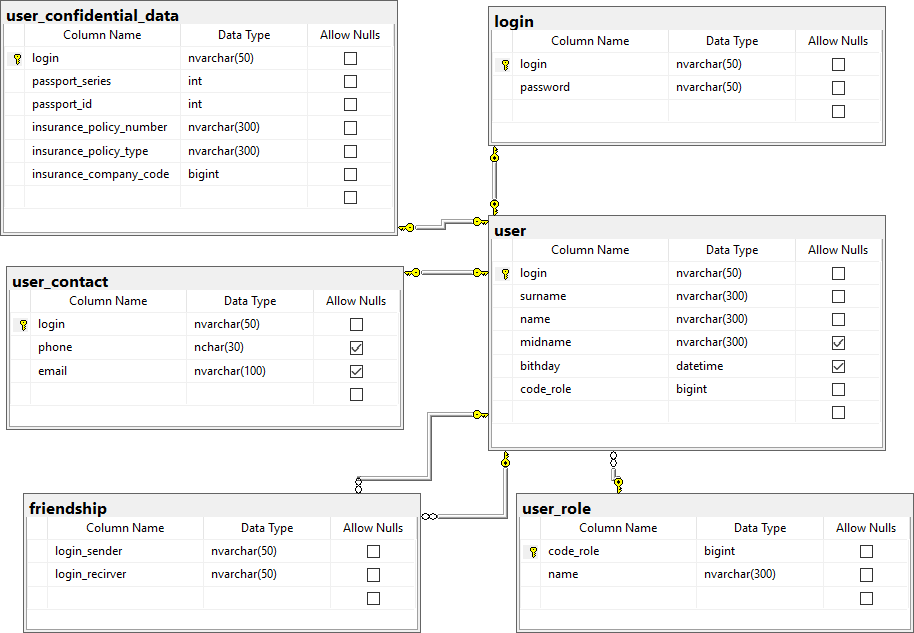 user_confidential_data
Column Name Data Type Allow Nulls
login nvarchar(50)
passport_series int
passport_id int
insurance_policy_number nvarchar(300)
insurance_policy_type nvarchar(300)
insurance_company_code bigint
login
Column Name Data Type Allow Nulls
login nvarchar(50)
password nvarchar(50)
user
Column Name Data Type Allow Nulls
login nvarchar(50)
surname nvarchar(300)
name nvarchar(300)
midname nvarchar(300)
bithday datetime
code_role bigint
user_contact
Column Name Data Type Allow Nulls
login nvarchar(50)
phone nchar(30)
email nvarchar(100)
friendship
Column Name Data Type Allow Nulls
login_sender nvarchar(50)
login_recirver nvarchar(50)
user_role
Column Name Data Type Allow Nulls
code_role bigint
name nvarchar(300)